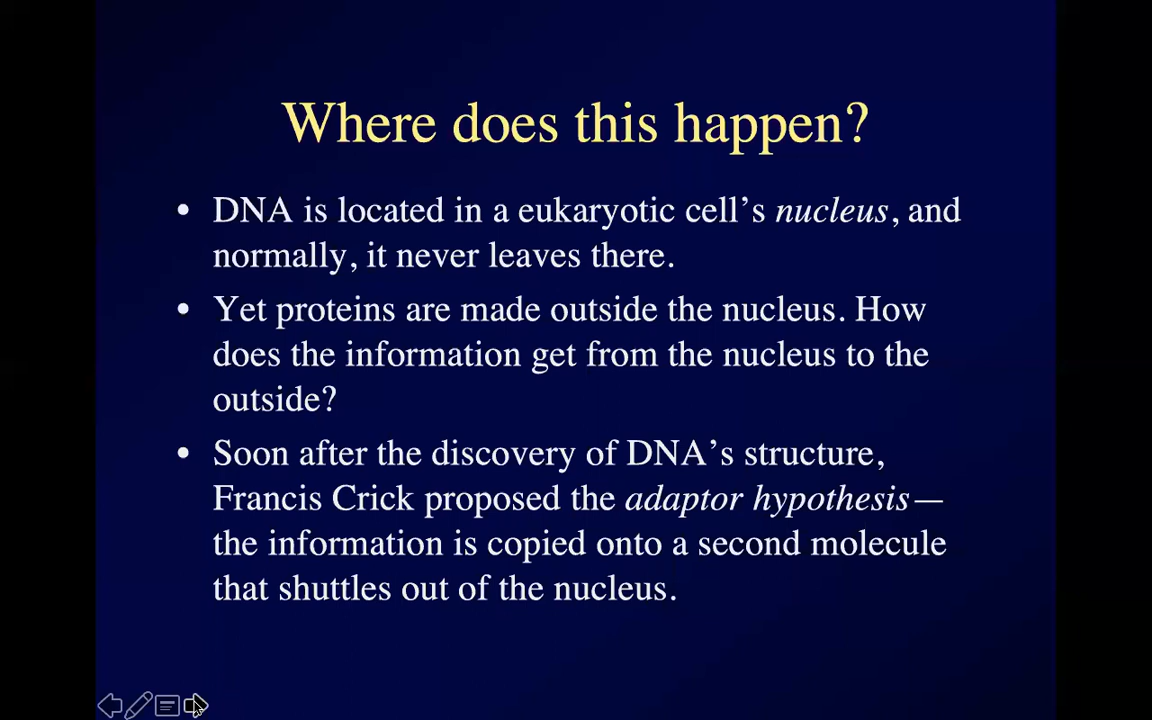 Where does this happen?
• DNA is located in a eukaryotic cell’s nucleus, and
normally, it never leaves there.
• Yet proteins are made outside the nucleus. How
does the information get from the nucleus to the
outside?
• Soon after the discovery of DNA’s structure,
Francis Crick proposed the adaptor hypothesis—
the information is copied onto a second molecule
that shuttles out of the nucleus.